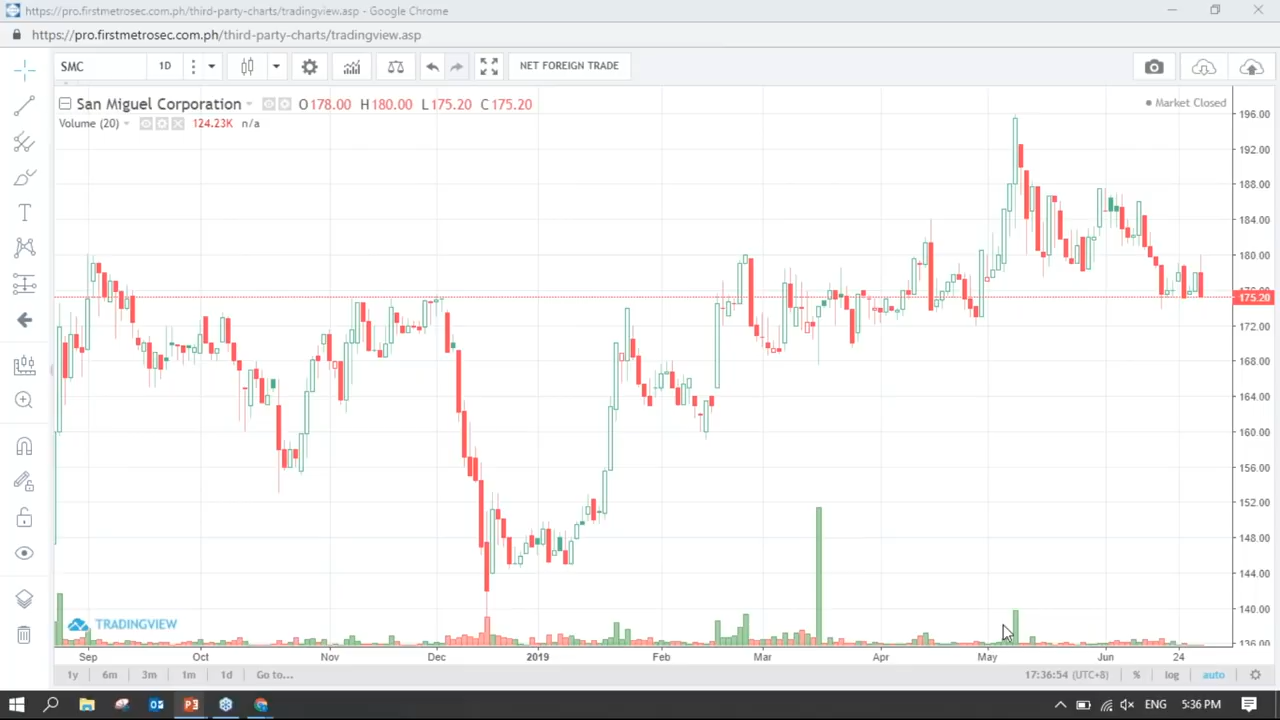 https://pro.firstmetrosec.com.ph/third-party-charts/tradingview.asp - Google Chrome
https://pro.firstmetrosec.com.ph/third-party-charts/tradingview.asp
SMC 1D NET FOREIGN TRADE
San Miguel Corporation O178.00 H180.00 L175.20 C175.20 Market Closed
Volume (20) 124.23K n/a
196.00
192.00
188.00
184.00
180.00
175.20
172.00
168.00
164.00
160.00
156.00
152.00
148.00
144.00
140.00
136.00
TRADINGVIEW
Sep Oct Nov Dec 2019 Feb Mar Apr May Jun 24
1y 6m 3m 1m 1d Go to... 17:36:54 (UTC+8) % log auto
ENG 5:36 PM